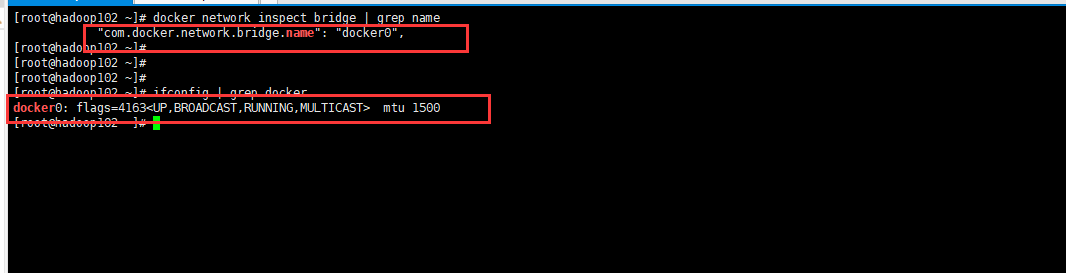 [root@hadoop102 ~]# docker network inspect bridge | grep name
"com.docker.network.bridge.name": "docker0",
[root@hadoop102 ~]#
[root@hadoop102 ~]#
[root@hadoop102 ~]#
[root@hadoop102 ~]# ifconfig | grep docker
docker0: flags=4163<UP,BROADCAST,RUNNING,MULTICAST>  mtu 1500
[root@hadoop102 ~]#